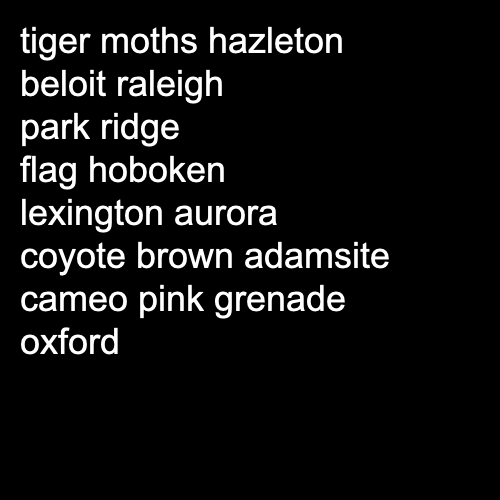 tiger moths hazleton
beloit raleigh
park ridge
flag hoboken
lexington aurora
coyote brown adamsite
cameo pink grenade
oxford